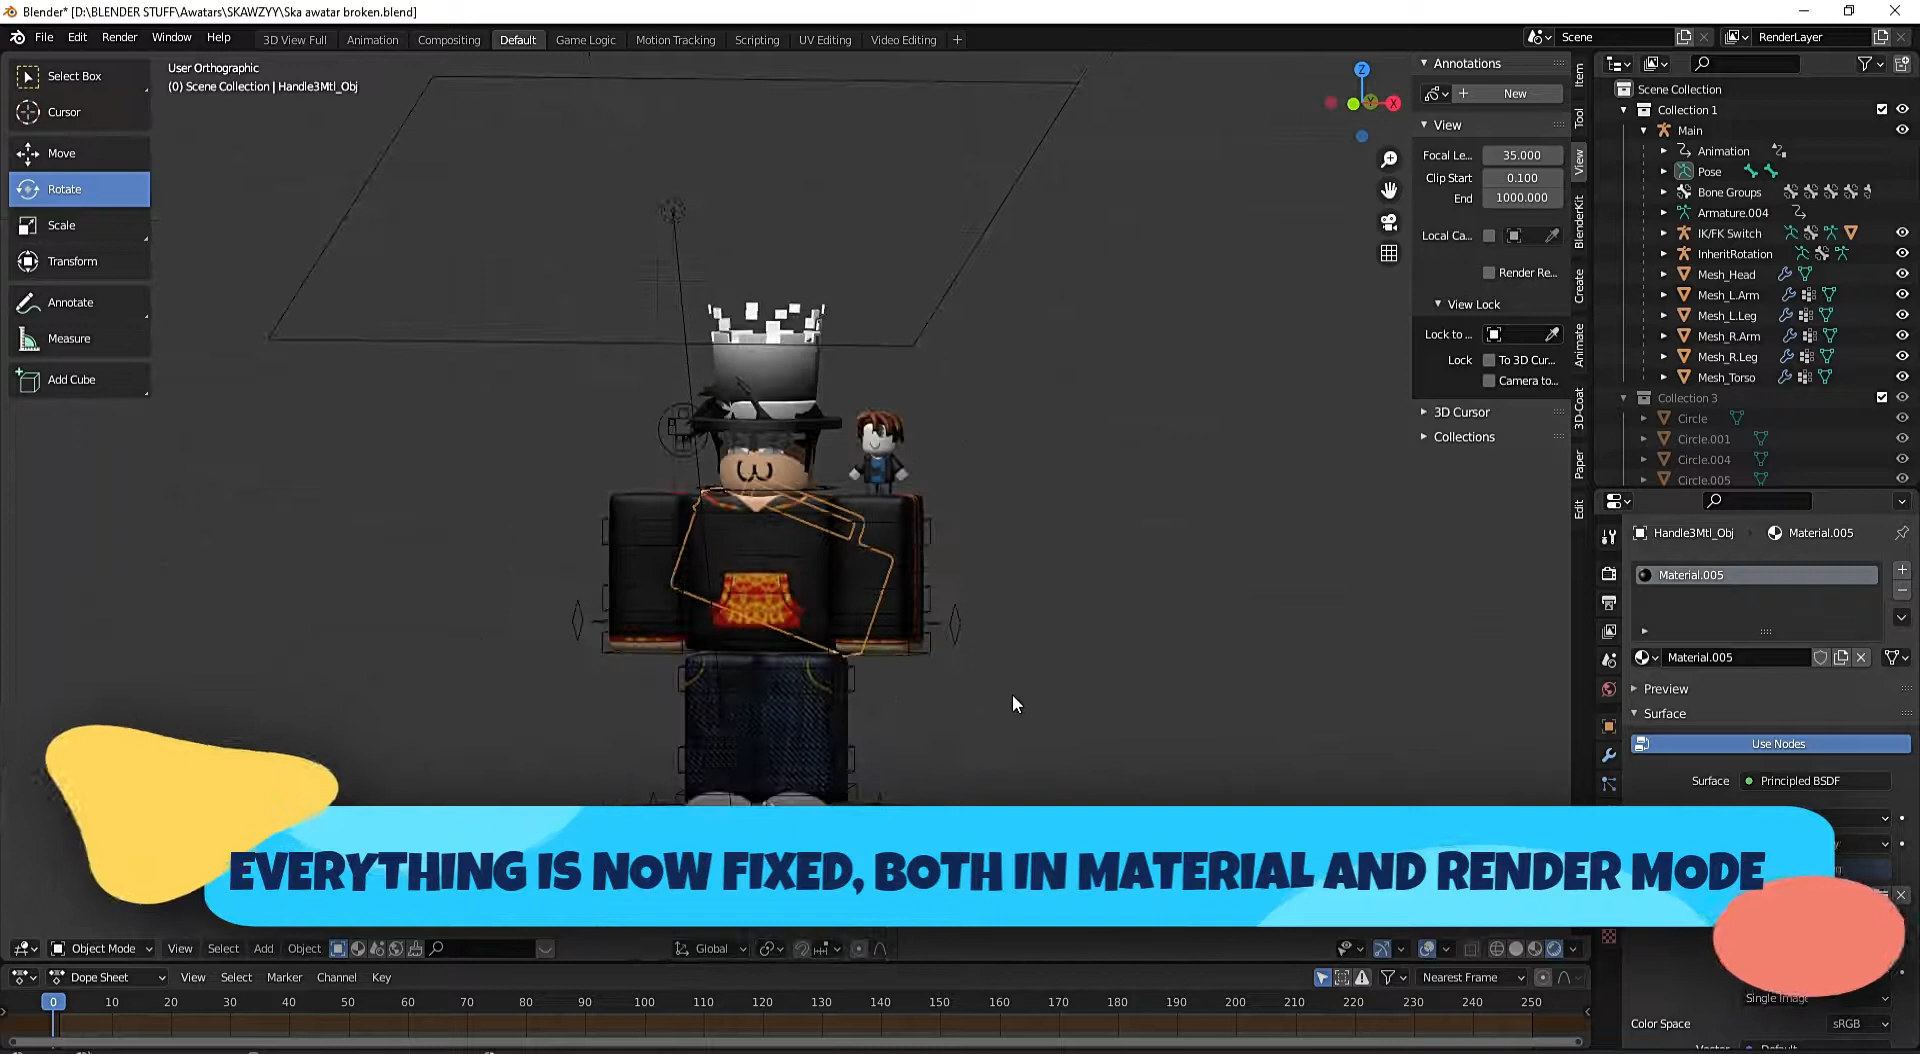 Blender* [D:\BLENDER STUFF\Awatars\SKAWZYY\Ska awatar broken.blend]
File Edit Render Window Help
3D View Full Animation Compositing Default Game Logic Motion Tracking Scripting UV Editing Video Editing +
Scene
RenderLayer
Select Box
Cursor
Move
Rotate
Scale
Transform
Annotate
Measure
Add Cube
User Orthographic
(0) Scene Collection | Handle3Mtl_Obj
Z
Y
X
Annotations
+ New
View
Focal Le... 35.000
Clip Start 0.100
End 1000.000
Local Ca...
Render Re...
View Lock
Lock to
Lock To 3D Cur...
Camera to...
3D Cursor
Collections
Item
Tool
View
BlenderKit
Create
Animate
3D-Coat
Paper
Edit
Scene Collection
Collection 1
Main
Animation
Pose
Bone Groups
Armature.004
IK/FK Switch
InheritRotation
Mesh_Head
Mesh_L.Arm
Mesh_L.Leg
Mesh_R.Arm
Mesh_R.Leg
Mesh_Torso
Collection 3
Circle
Circle.001
Circle.004
Circle.005
Handle3Mtl_Obj Material.005
Material.005
Material.005
Preview
Surface
Use Nodes
Surface Principled BSDF
EVERYTHING IS NOW FIXED, BOTH IN MATERIAL AND RENDER MODE
Single Image
Color Space sRGB
Object Mode View Select Add Object Global
Dope Sheet View Select Marker Channel Key Nearest Frame
0 10 20 30 40 50 60 70 80 90 100 110 120 130 140 150 160 170 180 190 200 210 220 230 240 250